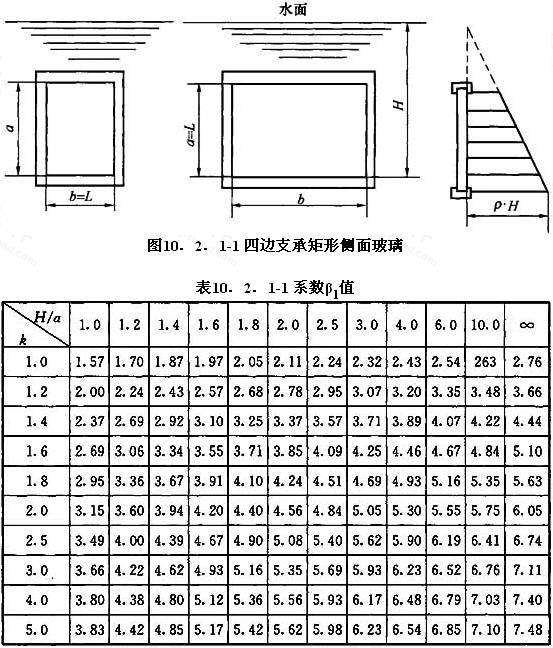 水面
a
b=L
a=L
b
H
ρ·H
图10. 2. 1-1 四边支承矩形侧面玻璃
表10. 2. 1-1 系数β1值
H/a k 1.0 1.2 1.4 1.6 1.8 2.0 2.5 3.0 4.0 6.0 10.0 ∞
1.0 1.57 1.70 1.87 1.97 2.05 2.11 2.24 2.32 2.43 2.54 263 2.76
1.2 2.00 2.24 2.43 2.57 2.68 2.78 2.95 3.07 3.20 3.35 3.48 3.66
1.4 2.37 2.69 2.92 3.10 3.25 3.37 3.57 3.71 3.89 4.07 4.22 4.44
1.6 2.69 3.06 3.34 3.55 3.71 3.85 4.09 4.25 4.46 4.67 4.84 5.10
1.8 2.95 3.36 3.67 3.91 4.10 4.24 4.51 4.69 4.93 5.16 5.35 5.63
2.0 3.15 3.60 3.94 4.20 4.40 4.56 4.84 5.05 5.30 5.55 5.75 6.05
2.5 3.49 4.00 4.39 4.67 4.90 5.08 5.40 5.62 5.90 6.19 6.41 6.74
3.0 3.66 4.22 4.62 4.93 5.16 5.35 5.69 5.93 6.23 6.52 6.76 7.11
4.0 3.80 4.38 4.80 5.12 5.36 5.56 5.93 6.17 6.48 6.79 7.03 7.40
5.0 3.83 4.42 4.85 5.17 5.42 5.62 5.98 6.23 6.54 6.85 7.10 7.48